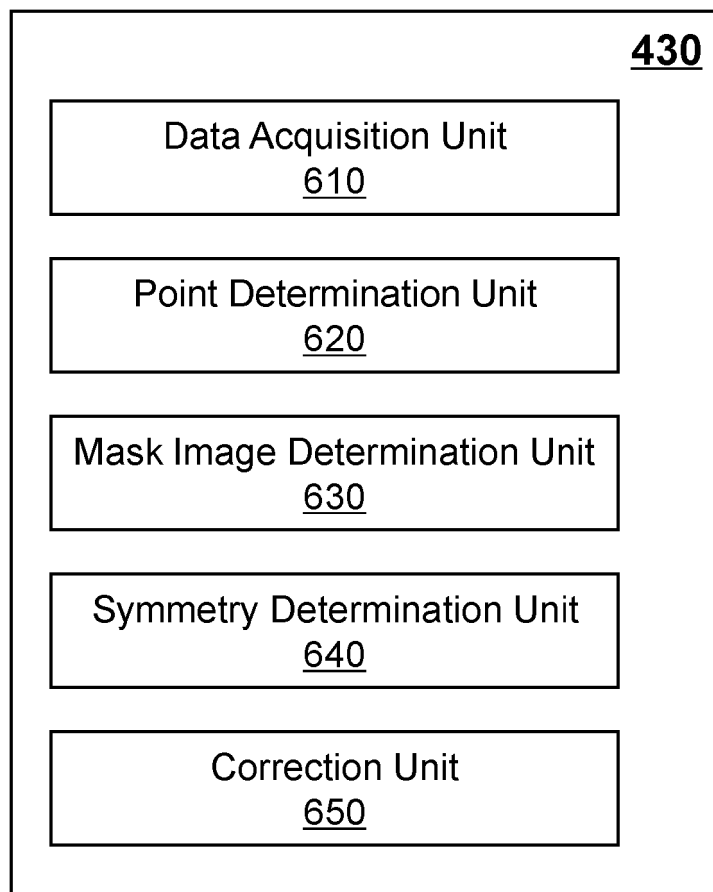 430
Data Acquisition Unit
610
Point Determination Unit
620
Mask Image Determination Unit
630
Symmetry Determination Unit
640
Correction Unit
650